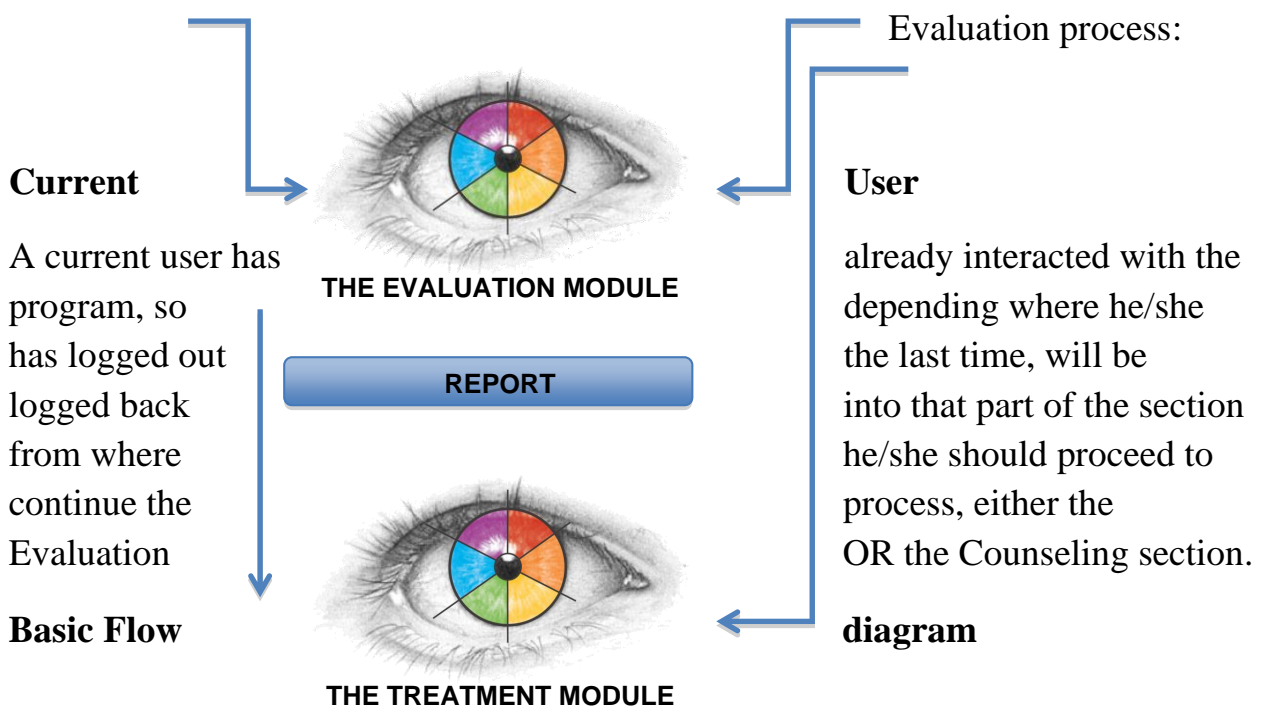 Evaluation process:
Current User
A current user has already interacted with the
program, so depending where he/she
has logged out the last time, will be
logged back into that part of the section
from where he/she should proceed to
continue the process, either the
Evaluation OR the Counseling section.
Basic Flow diagram
THE EVALUATION MODULE
REPORT
THE TREATMENT MODULE